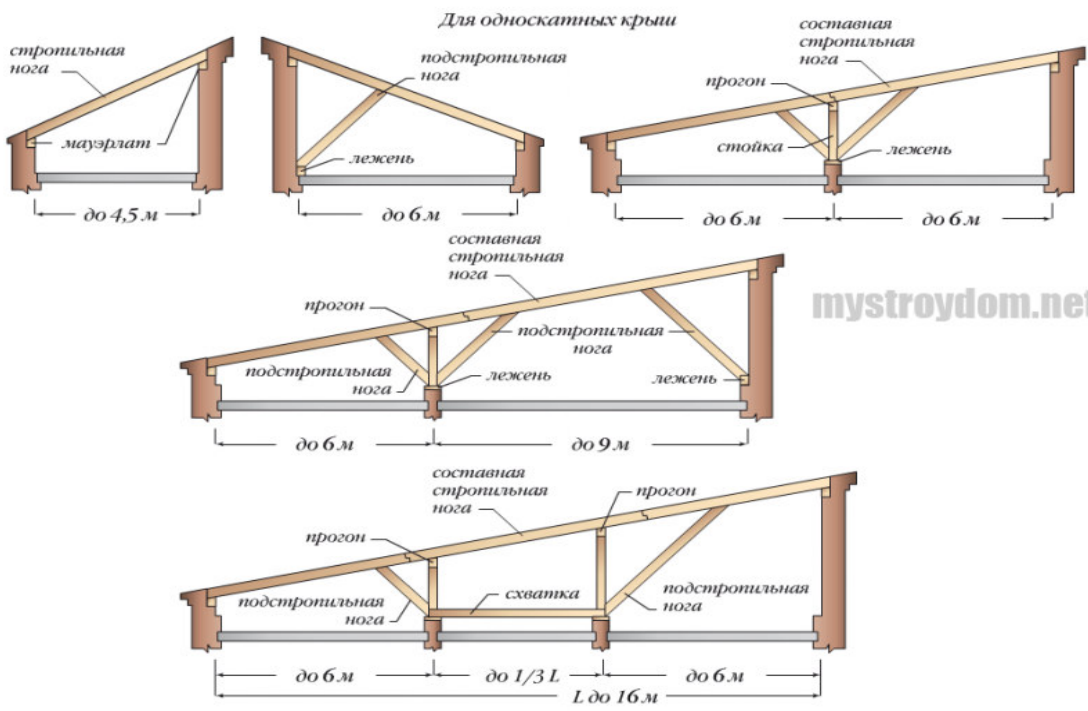 Для односкатных крыш
стропильная
нога
мауэрлат
до 4,5 м
подстропильная
нога
лежень
до 6 м
составная
стропильная
нога
прогон
стойка
лежень
до 6 м
до 6 м
составная
стропильная
нога
прогон
подстропильная
нога
подстропильная
нога
лежень
лежень
до 6 м
до 9 м
mystroydom.net
составная
стропильная
нога
прогон
прогон
подстропильная
нога
схватка
подстропильная
нога
до 6 м
до 1/3 L
до 6 м
L до 16 м